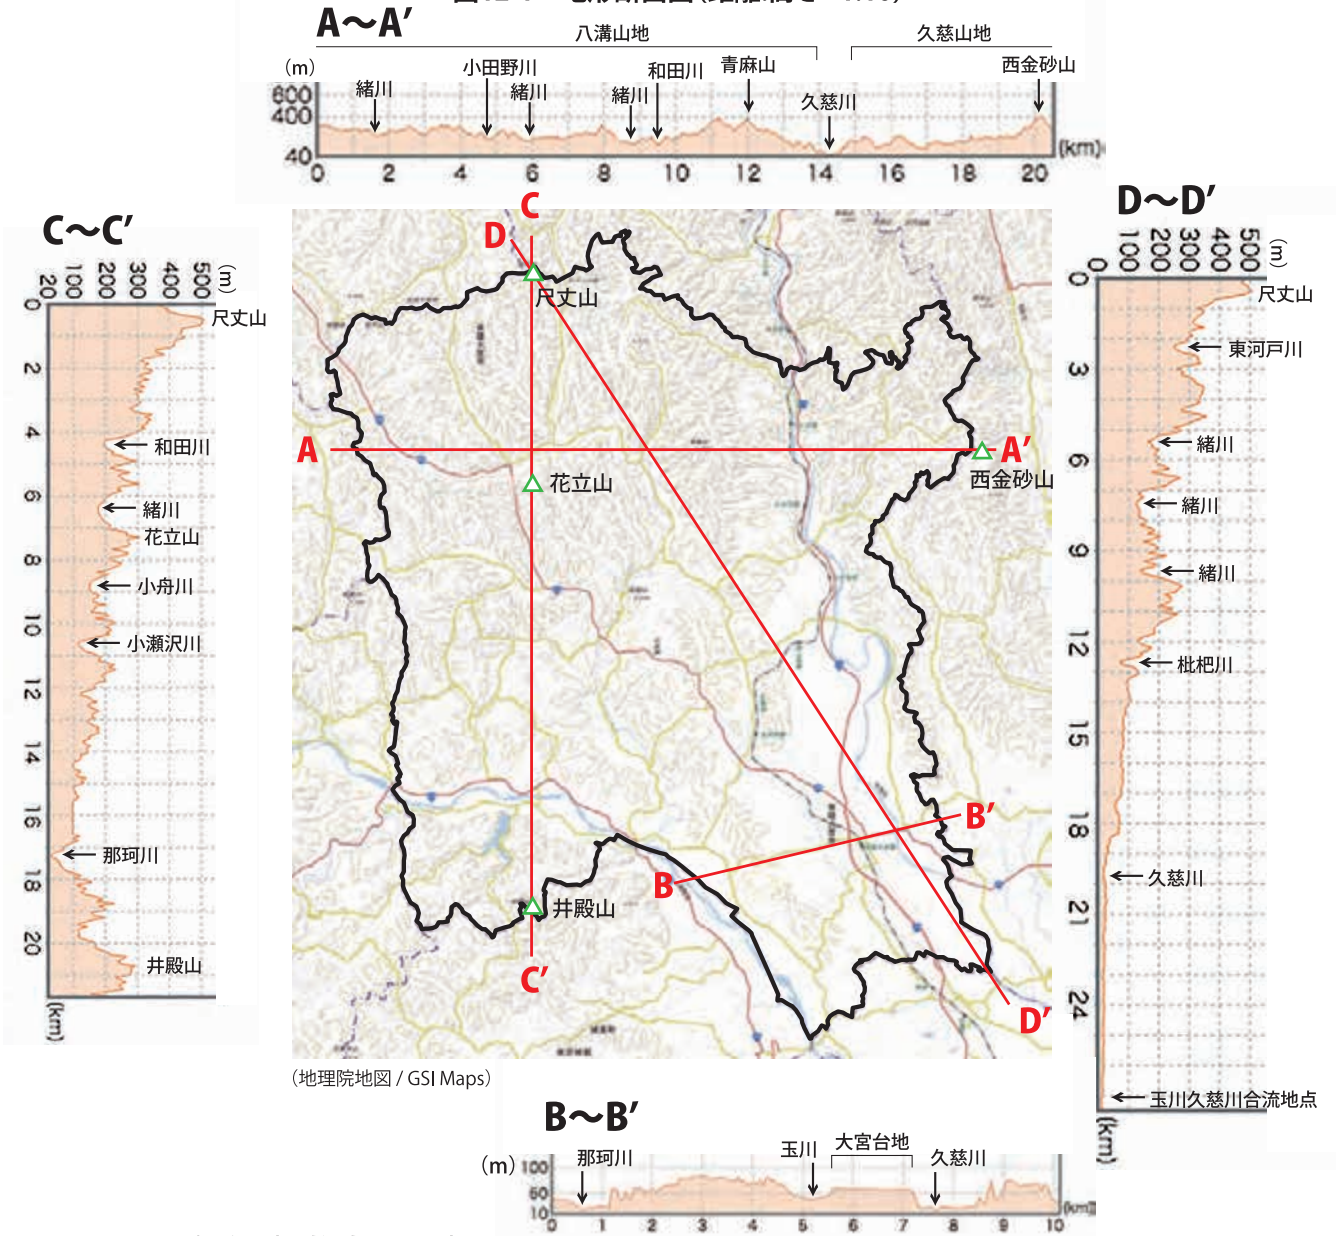 A～A′
八溝山地
久慈山地
(m)
緒川
小田野川
緒川
緒川
和田川
青麻山
久慈川
西金砂山
600
400
40
(km)
0 2 4 6 8 10 12 14 16 18 20
C～C′
20 100 200 300 400 500
(m)
0
尺丈山
2
4
和田川
6
緒川
花立山
8
小舟川
10
小瀬沢川
12
14
16
那珂川
18
20
井殿山
(km)
C
D
尺丈山
A
A′
西金砂山
花立山
B′
B
井殿山
C′
D′
(地理院地図 / GSI Maps)
D～D′
0 100 200 300 400 500
(m)
0
尺丈山
東河戸川
3
緒川
6
緒川
9
緒川
12
枇杷川
15
18
久慈川
21
24
玉川久慈川合流地点
(km)
B～B′
(m)
那珂川
玉川
大宮台地
久慈川
100
60
10
(km)
0 1 2 3 4 5 6 7 8 9 10